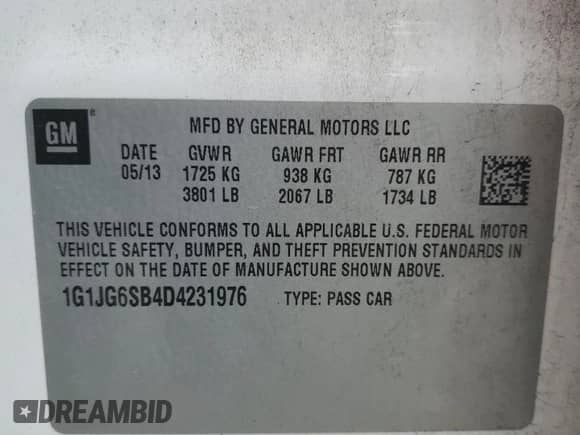 GM ®
MFD BY GENERAL MOTORS LLC
DATE GVWR GAWR FRT GAWR RR
05/13 1725 KG 938 KG 787 KG
3801 LB 2067 LB 1734 LB
THIS VEHICLE CONFORMS TO ALL APPLICABLE U.S. FEDERAL MOTOR
VEHICLE SAFETY, BUMPER, AND THEFT PREVENTION STANDARDS IN
EFFECT ON THE DATE OF MANUFACTURE SHOWN ABOVE.
1G1JG6SB4D4231976 TYPE: PASS CAR
DREAMBID